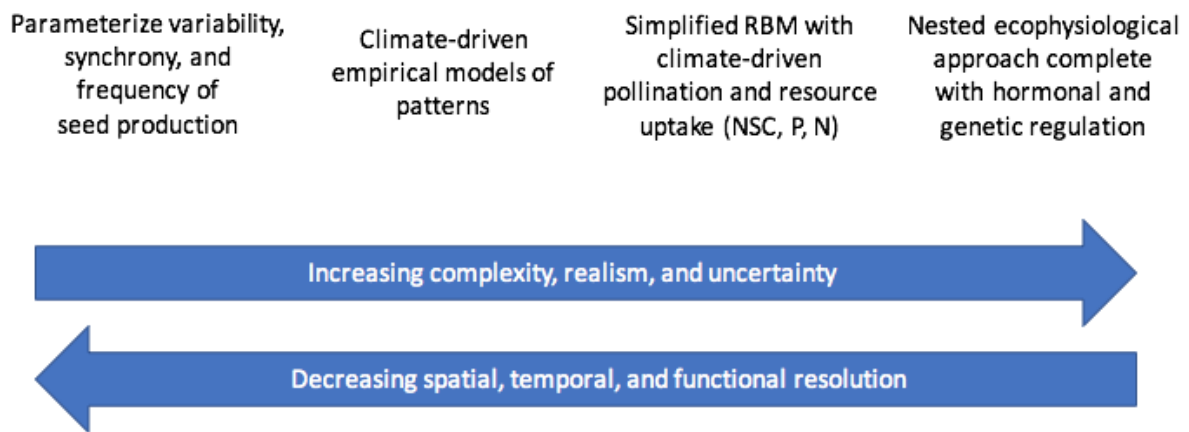 Parameterize variability,
synchrony, and
frequency of
seed production
Climate-driven
empirical models of
patterns
Simplified RBM with
climate-driven
pollination and resource
uptake (NSC, P, N)
Nested ecophysiological
approach complete
with hormonal and
genetic regulation
Increasing complexity, realism, and uncertainty
Decreasing spatial, temporal, and functional resolution